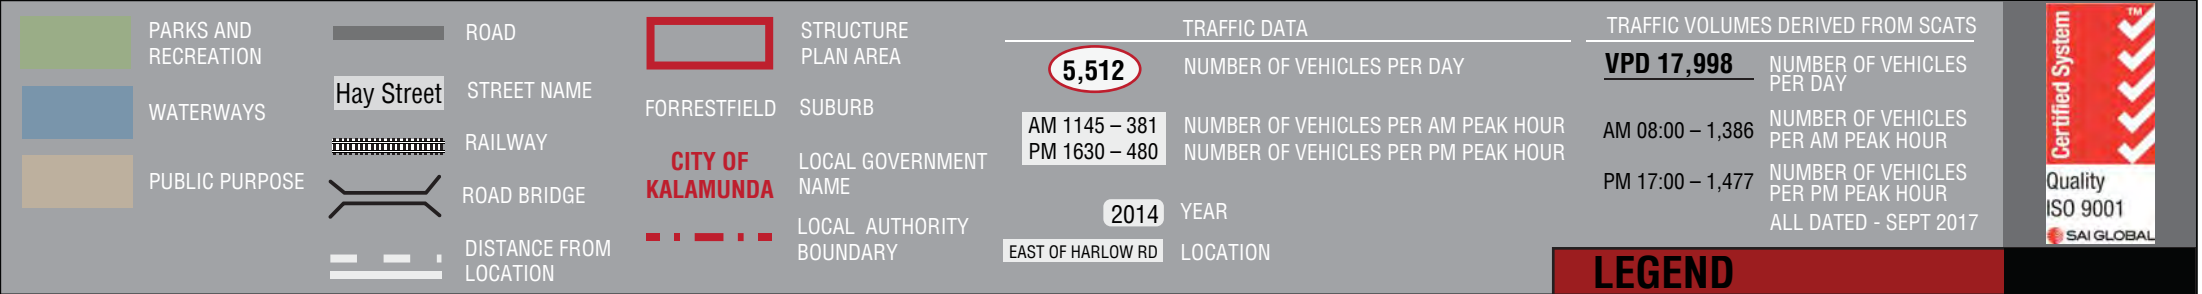 PARKS AND
RECREATION
WATERWAYS
PUBLIC PURPOSE
ROAD
Hay Street STREET NAME
RAILWAY
ROAD BRIDGE
DISTANCE FROM
LOCATION
STRUCTURE
PLAN AREA
FORRESTFIELD SUBURB
CITY OF
KALAMUNDA
LOCAL GOVERNMENT
NAME
LOCAL AUTHORITY
BOUNDARY
TRAFFIC DATA
5,512 NUMBER OF VEHICLES PER DAY
AM 1145 – 381 NUMBER OF VEHICLES PER AM PEAK HOUR
PM 1630 – 480 NUMBER OF VEHICLES PER PM PEAK HOUR
2014 YEAR
EAST OF HARLOW RD LOCATION
TRAFFIC VOLUMES DERIVED FROM SCATS
VPD 17,998 NUMBER OF VEHICLES
PER DAY
AM 08:00 – 1,386 NUMBER OF VEHICLES
PER AM PEAK HOUR
PM 17:00 – 1,477 NUMBER OF VEHICLES
PER PM PEAK HOUR
ALL DATED - SEPT 2017
LEGEND
Certified System
TM
Quality
ISO 9001
SAI GLOBAL